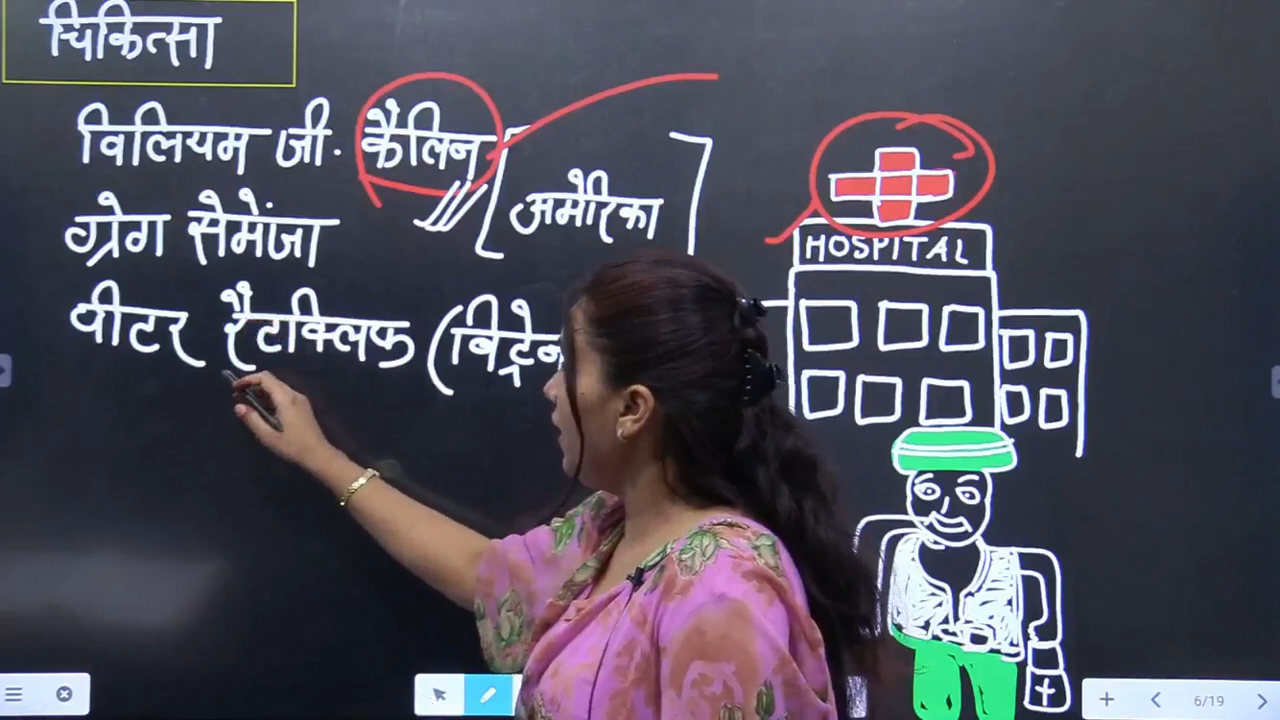 चिकित्सा
विलियम जी. कैलिन
[अमेरिका]
ग्रेग सेमेंजा
पीटर रैटक्लिफ (
HOSPITAL
6/19